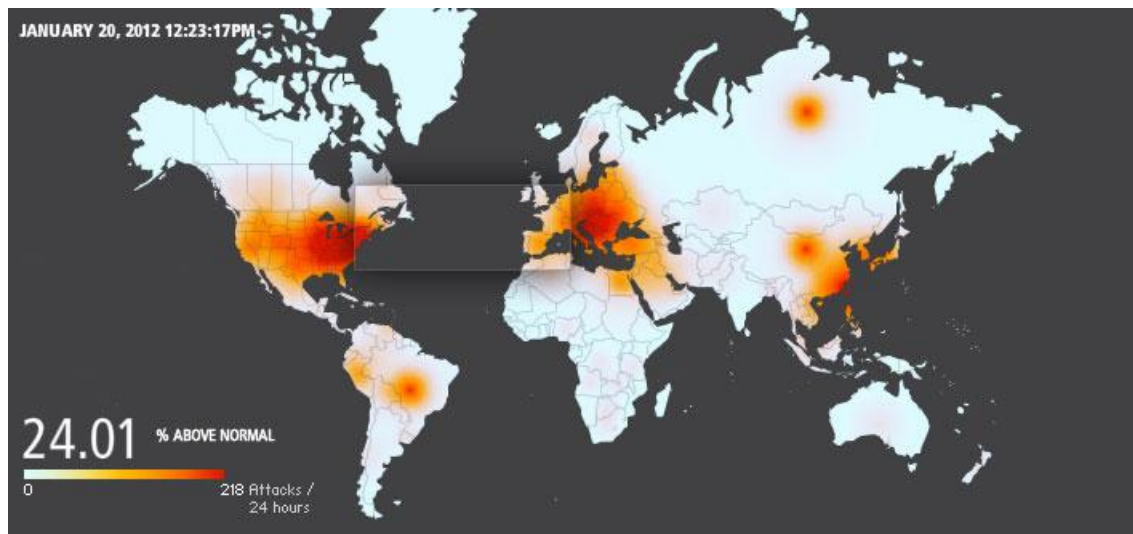 JANUARY 20, 2012 12:23:17PM
24.01 % ABOVE NORMAL
0 218 Attacks /
24 hours